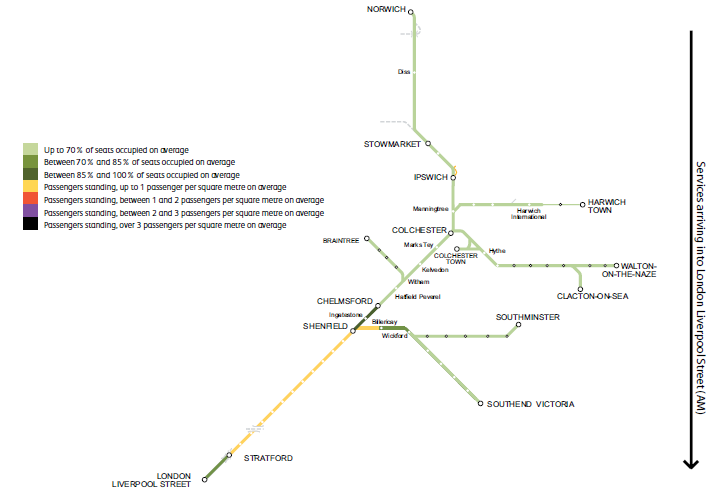 NORWICH
Diss
STOWMARKET
IPSWICH
Up to 70% of seats occupied on average
Between 70% and 85% of seats occupied on average
Between 85% and 100% of seats occupied on average
Passengers standing, up to 1 passenger per square metre on average
Passengers standing, between 1 and 2 passengers per square metre on average
Passengers standing, between 2 and 3 passengers per square metre on average
Passengers standing, over 3 passengers per square metre on average
Services arriving into London Liverpool Street (AM)
Manningtree
Harwich
International
HARWICH
TOWN
COLCHESTER
BRAINTREE
Marks Tey
COLCHESTER
TOWN
Hythe
Kelvedon
WALTON-
ON-THE-NAZE
Witham
CLACTON-ON-SEA
Hatfield Peverel
CHELMSFORD
Ingatestone
SHENFIELD
Billericay
Wickford
SOUTHMINSTER
SOUTHEND VICTORIA
STRATFORD
LONDON
LIVERPOOL STREET